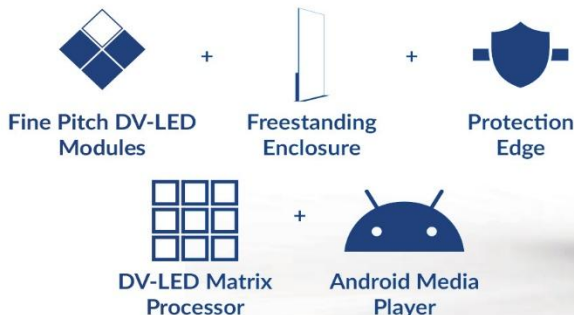 +
+
Fine Pitch DV-LED
Modules
Freestanding
Enclosure
Protection
Edge
+
DV-LED Matrix
Processor
Android Media
Player